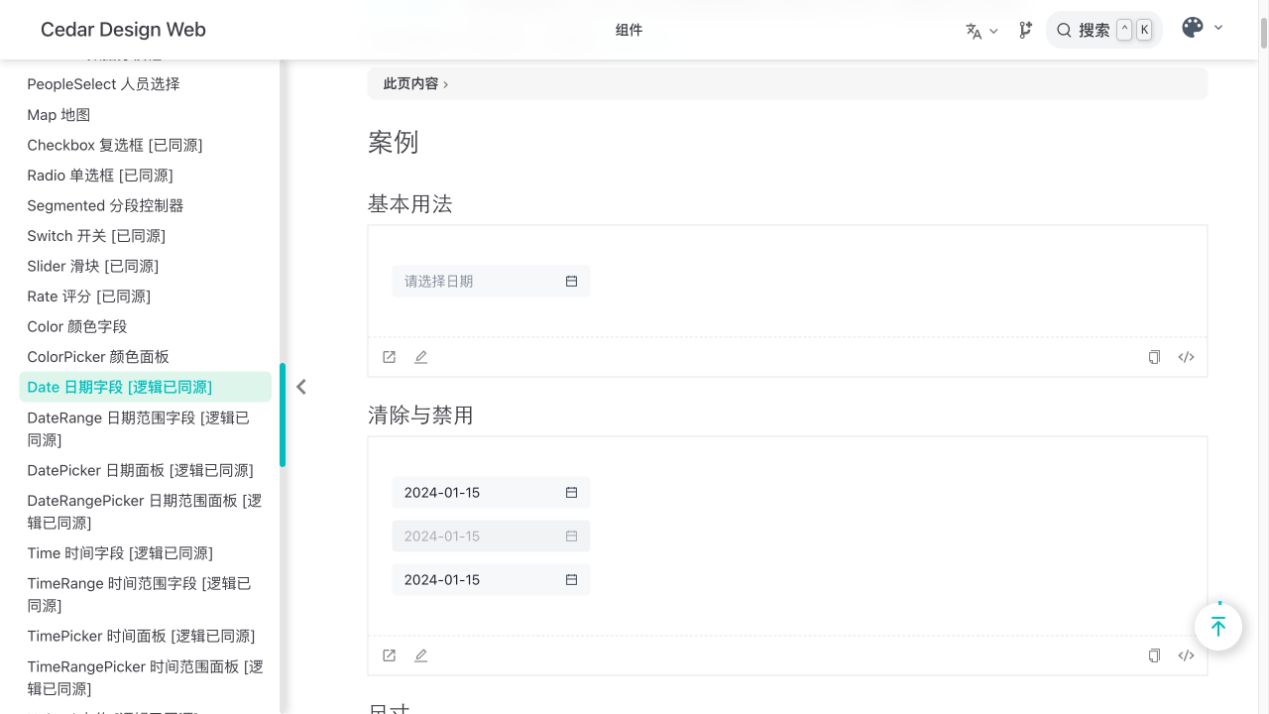 Cedar Design Web
组件
搜索
^
K
PeopleSelect 人员选择
Map 地图
Checkbox 复选框 [已同源]
Radio 单选框 [已同源]
Segmented 分段控制器
Switch 开关 [已同源]
Slider 滑块 [已同源]
Rate 评分 [已同源]
Color 颜色字段
ColorPicker 颜色面板
Date 日期字段 [逻辑已同源]
DateRange 日期范围字段 [逻辑已
同源]
DatePicker 日期面板 [逻辑已同源]
DateRangePicker 日期范围面板 [逻
辑已同源]
Time 时间字段 [逻辑已同源]
TimeRange 时间范围字段 [逻辑已
同源]
TimePicker 时间面板 [逻辑已同源]
TimeRangePicker 时间范围面板 [逻
辑已同源]
此页内容 ›
案例
基本用法
请选择日期
清除与禁用
2024-01-15
2024-01-15
2024-01-15
尺寸